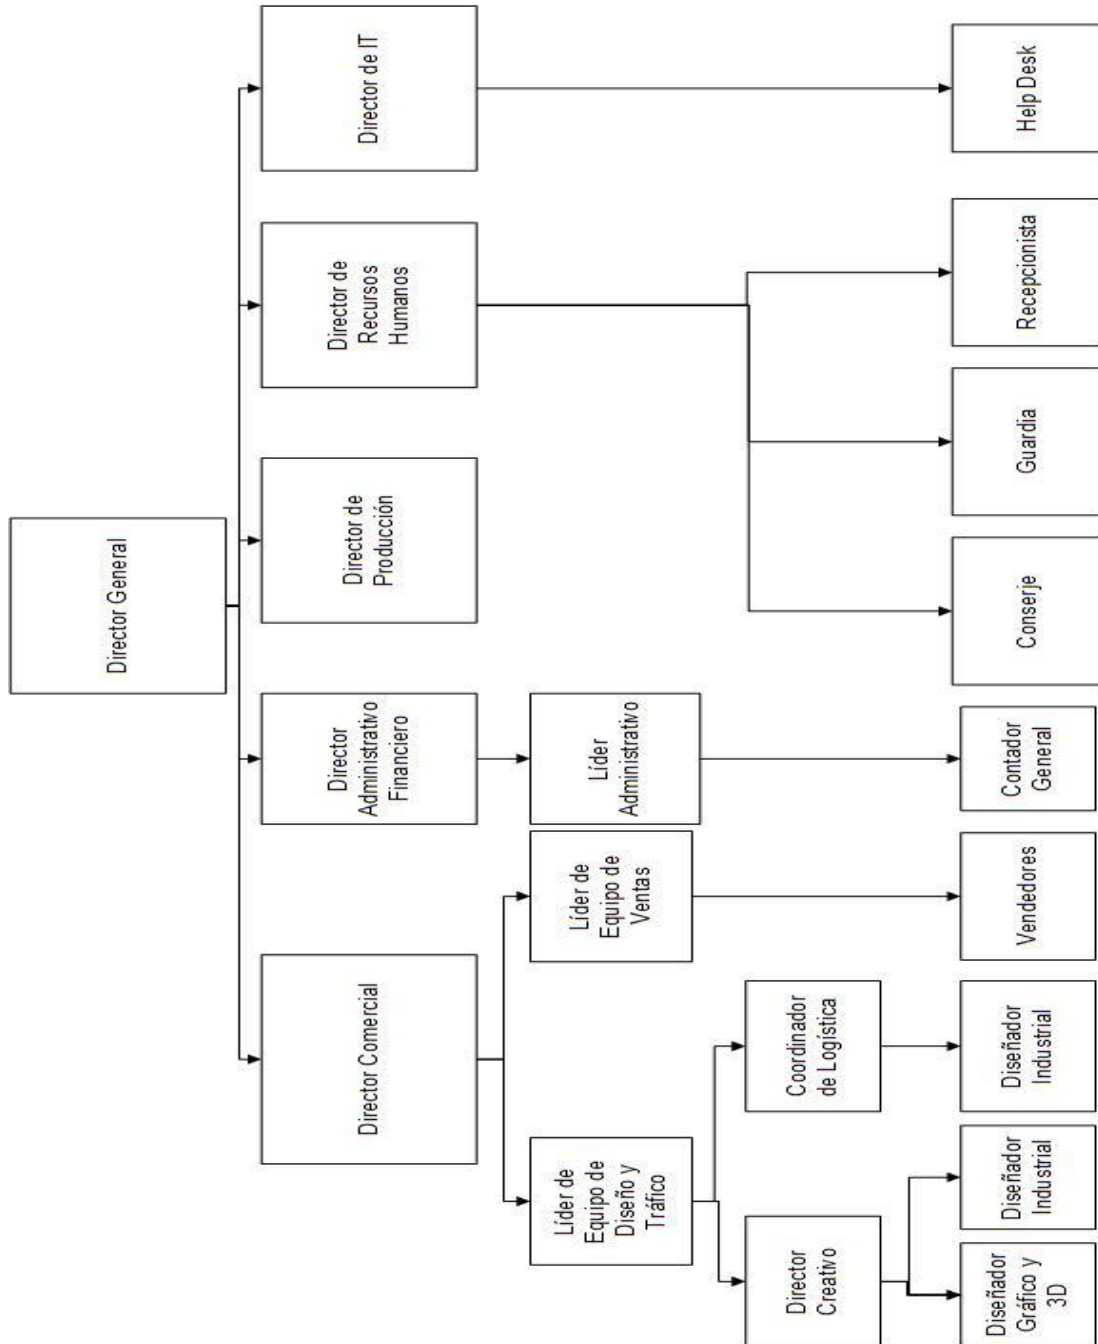 Director General
Director Comercial
Director
Administrativo
Financiero
Director de
Producción
Director de
Recursos
Humanos
Director de IT
Líder de
Equipo de
Diseño y
Tráfico
Líder de
Equipo de
Ventas
Líder
Administrativo
Director
Creativo
Coordinador
de Logística
Diseñador
Gráfico y
3D
Diseñador
Industrial
Diseñador
Industrial
Vendedores
Contador
General
Conserje
Guardia
Recepcionista
Help Desk